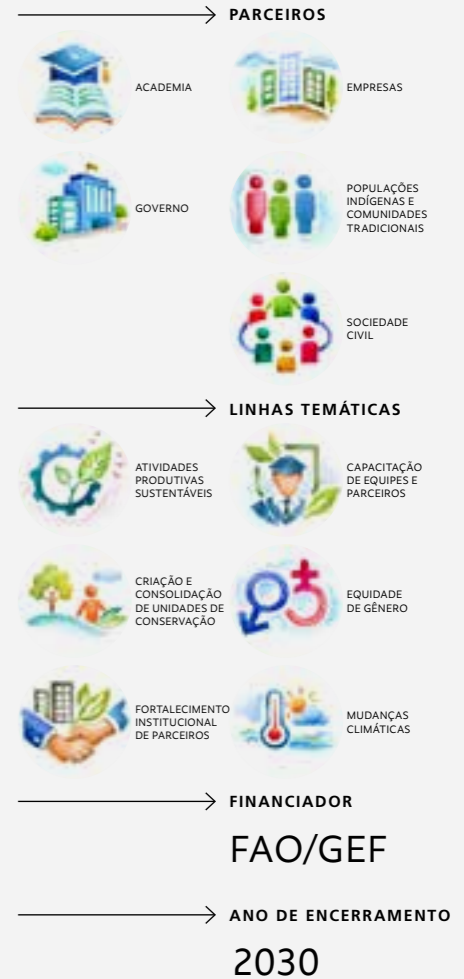 PARCEIROS
ACADEMIA
EMPRESAS
GOVERNO
POPULAÇÕES
INDÍGENAS E
COMUNIDADES
TRADICIONAIS
SOCIEDADE
CIVIL
LINHAS TEMÁTICAS
ATIVIDADES
PRODUTIVAS
SUSTENTÁVEIS
CAPACITAÇÃO
DE EQUIPES E
PARCEIROS
CRIAÇÃO E
CONSOLIDAÇÃO
DE UNIDADES DE
CONSERVAÇÃO
EQUIDADE
DE GÊNERO
FORTALECIMENTO
INSTITUCIONAL
DE PARCEIROS
MUDANÇAS
CLIMÁTICAS
FINANCIADOR
FAO/GEF
ANO DE ENCERRAMENTO
2030